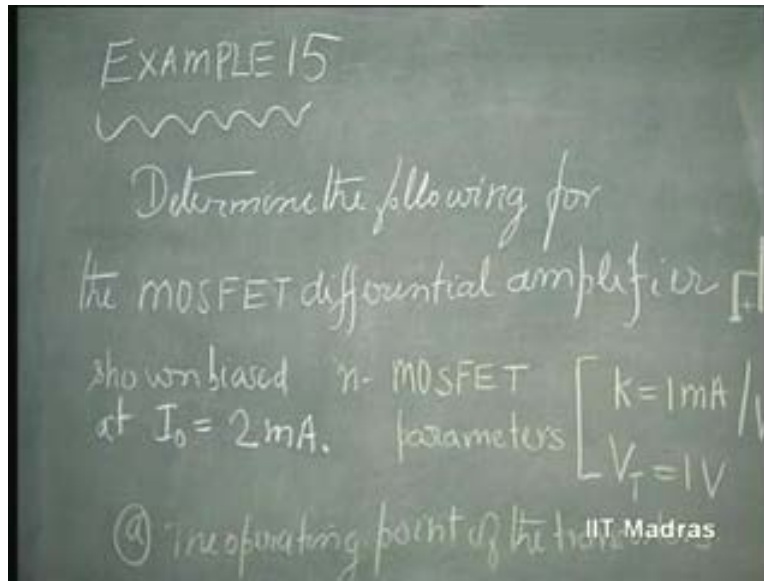 EXAMPLE 15
Determine the following for
the MOSFET differential amplifier
shown biased n- MOSFET K=1mA/V
at I₀ = 2mA. parameters V_T=1V
(a) The operating point of the
IIT Madras